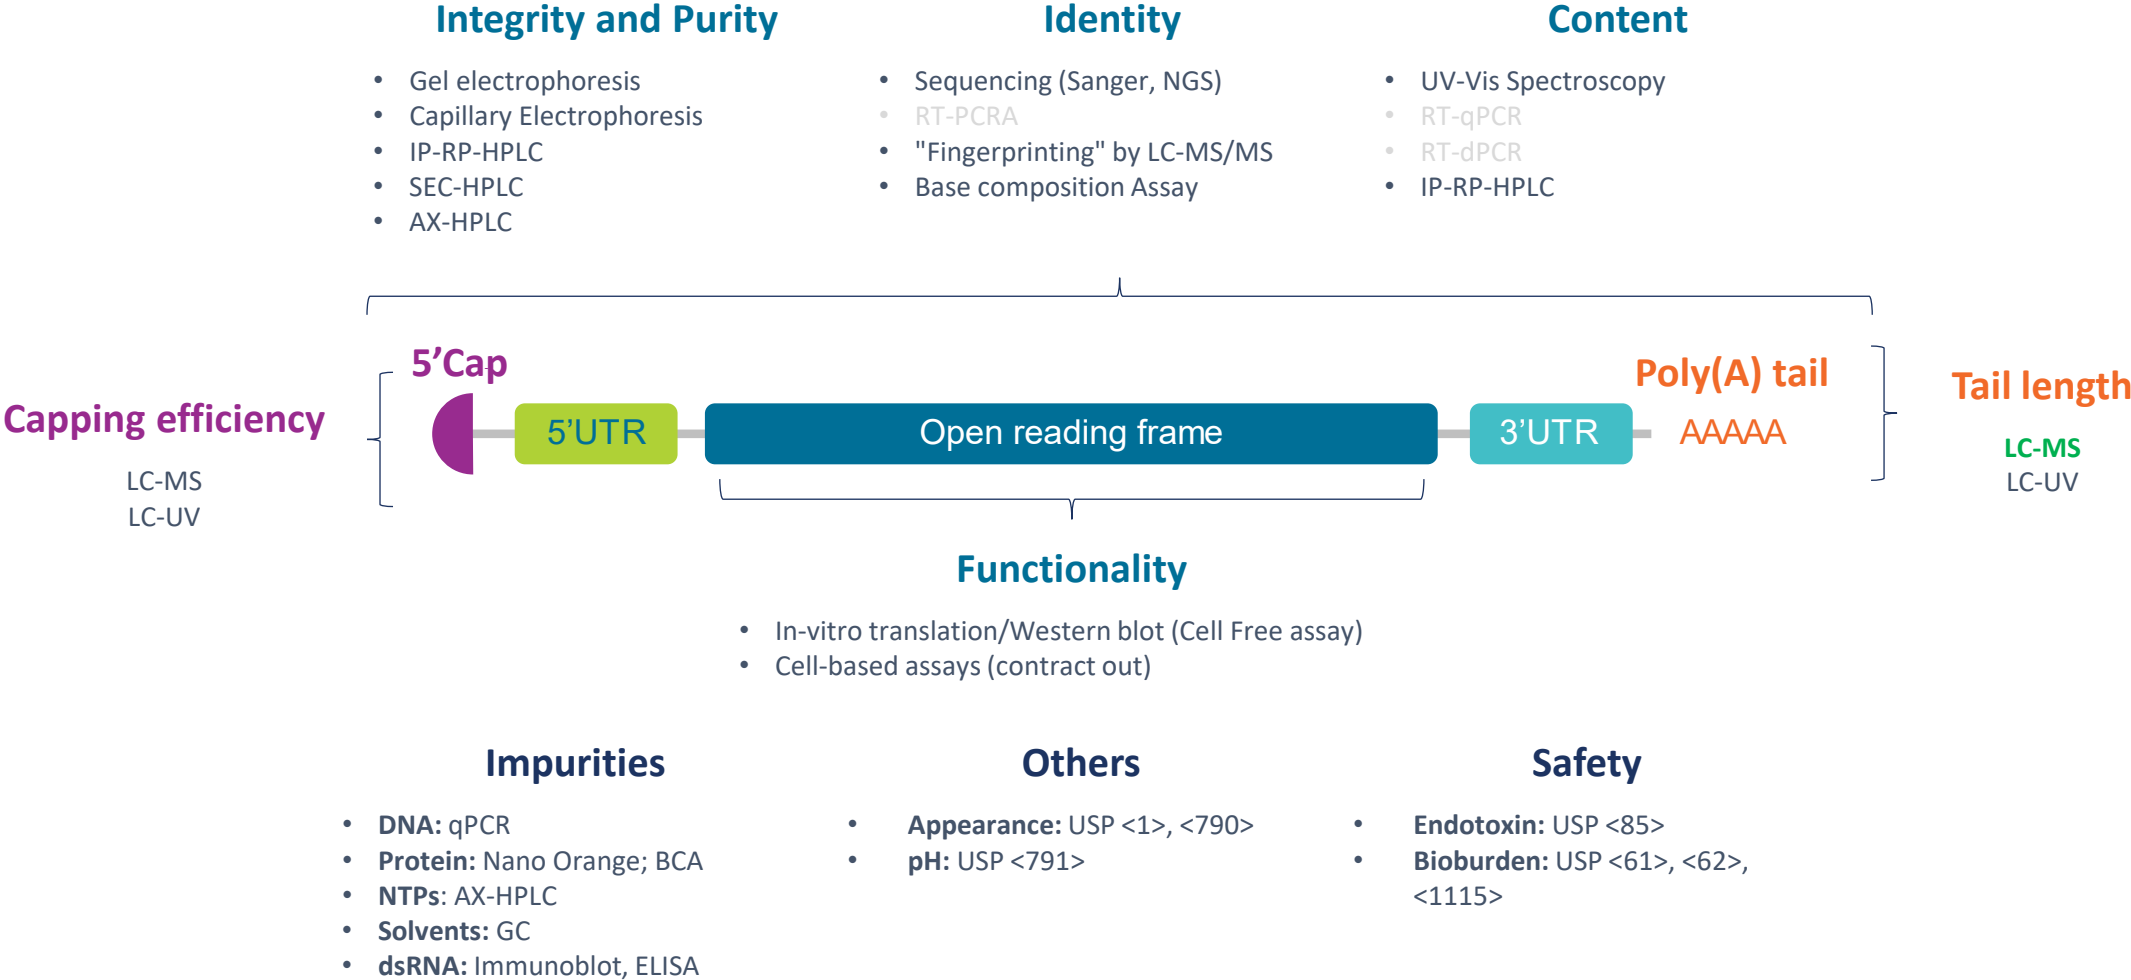 Integrity and Purity
• Gel electrophoresis
• Capillary Electrophoresis
• IP-RP-HPLC
• SEC-HPLC
• AX-HPLC
Identity
• Sequencing (Sanger, NGS)
• RT-PCRA
• "Fingerprinting" by LC-MS/MS
• Base composition Assay
Content
• UV-Vis Spectroscopy
• RT-qPCR
• RT-dPCR
• IP-RP-HPLC
Capping efficiency
LC-MS
LC-UV
5’Cap
5’UTR
Open reading frame
3’UTR
Poly(A) tail
AAAAA
Tail length
LC-MS
LC-UV
Functionality
• In-vitro translation/Western blot (Cell Free assay)
• Cell-based assays (contract out)
Impurities
• DNA: qPCR
• Protein: Nano Orange; BCA
• NTPs: AX-HPLC
• Solvents: GC
• dsRNA: Immunoblot, ELISA
Others
• Appearance: USP <1>, <790>
• pH: USP <791>
Safety
• Endotoxin: USP <85>
• Bioburden: USP <61>, <62>,
<1115>